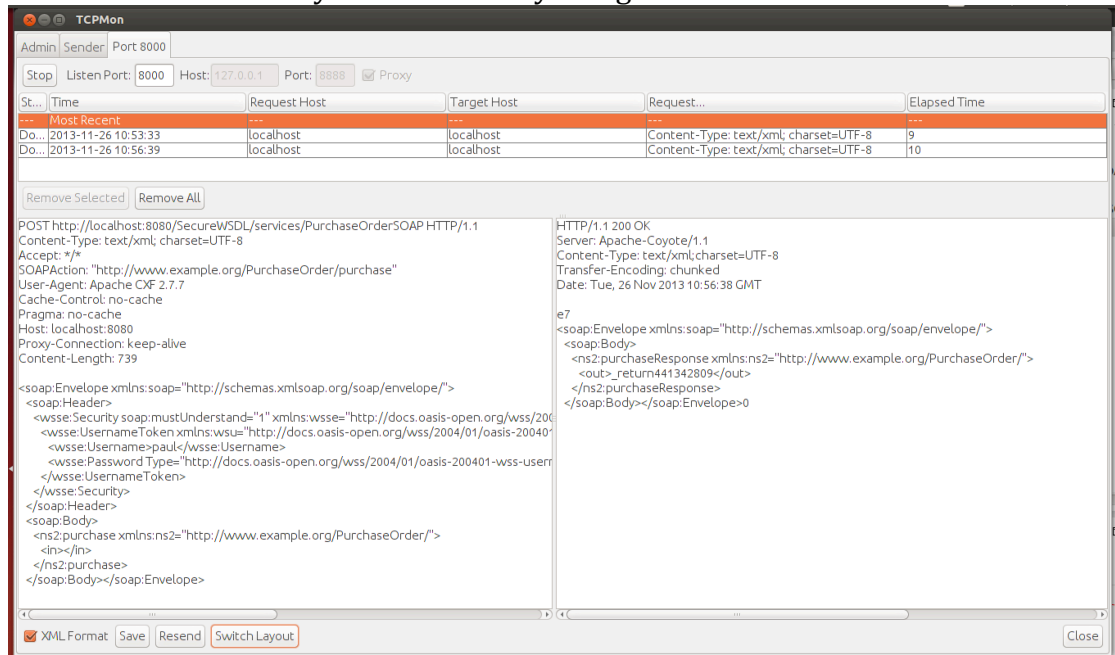 TCPMon
Admin Sender Port 8000
Stop Listen Port: 8000 Host: 127.0.0.1 Port: 8888 Proxy
St... Time Request Host Target Host Request... Elapsed Time
--- Most Recent --- --- --- ---
Do... 2013-11-26 10:53:33 localhost localhost Content-Type: text/xml; charset=UTF-8 9
Do... 2013-11-26 10:56:39 localhost localhost Content-Type: text/xml; charset=UTF-8 10
Remove Selected Remove All
POST http://localhost:8080/SecureWSDL/services/PurchaseOrderSOAP HTTP/1.1
Content-Type: text/xml; charset=UTF-8
Accept: */*
SOAPAction: "http://www.example.org/PurchaseOrder/purchase"
User-Agent: Apache CXF 2.7.7
Cache-Control: no-cache
Pragma: no-cache
Host: localhost:8080
Proxy-Connection: keep-alive
Content-Length: 739
<soap:Envelope xmlns:soap="http://schemas.xmlsoap.org/soap/envelope/">
<soap:Header>
<wsse:Security soap:mustUnderstand="1" xmlns:wsse="http://docs.oasis-open.org/wss/200
<wsse:UsernameToken xmlns:wsu="http://docs.oasis-open.org/wss/2004/01/oasis-20040
<wsse:Username>paul</wsse:Username>
<wsse:Password Type="http://docs.oasis-open.org/wss/2004/01/oasis-200401-wss-usern
</wsse:UsernameToken>
</wsse:Security>
</soap:Header>
<soap:Body>
<ns2:purchase xmlns:ns2="http://www.example.org/PurchaseOrder/">
<in></in>
</ns2:purchase>
</soap:Body></soap:Envelope>
HTTP/1.1 200 OK
Server: Apache-Coyote/1.1
Content-Type: text/xml;charset=UTF-8
Transfer-Encoding: chunked
Date: Tue, 26 Nov 2013 10:56:38 GMT
e7
<soap:Envelope xmlns:soap="http://schemas.xmlsoap.org/soap/envelope/">
<soap:Body>
<ns2:purchaseResponse xmlns:ns2="http://www.example.org/PurchaseOrder/">
<out>_return441342809</out>
</ns2:purchaseResponse>
</soap:Body></soap:Envelope>0
XML Format Save Resend Switch Layout Close